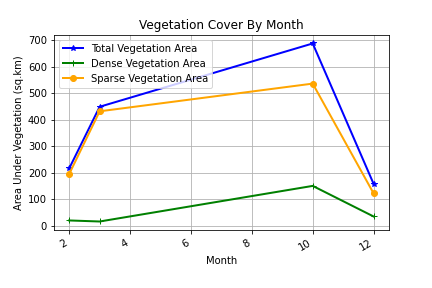 Vegetation Cover By Month
Total Vegetation Area
Dense Vegetation Area
Sparse Vegetation Area
Area Under Vegetation (sq.km)
700
600
500
400
300
200
100
0
2 4 6 8 10 12
Month